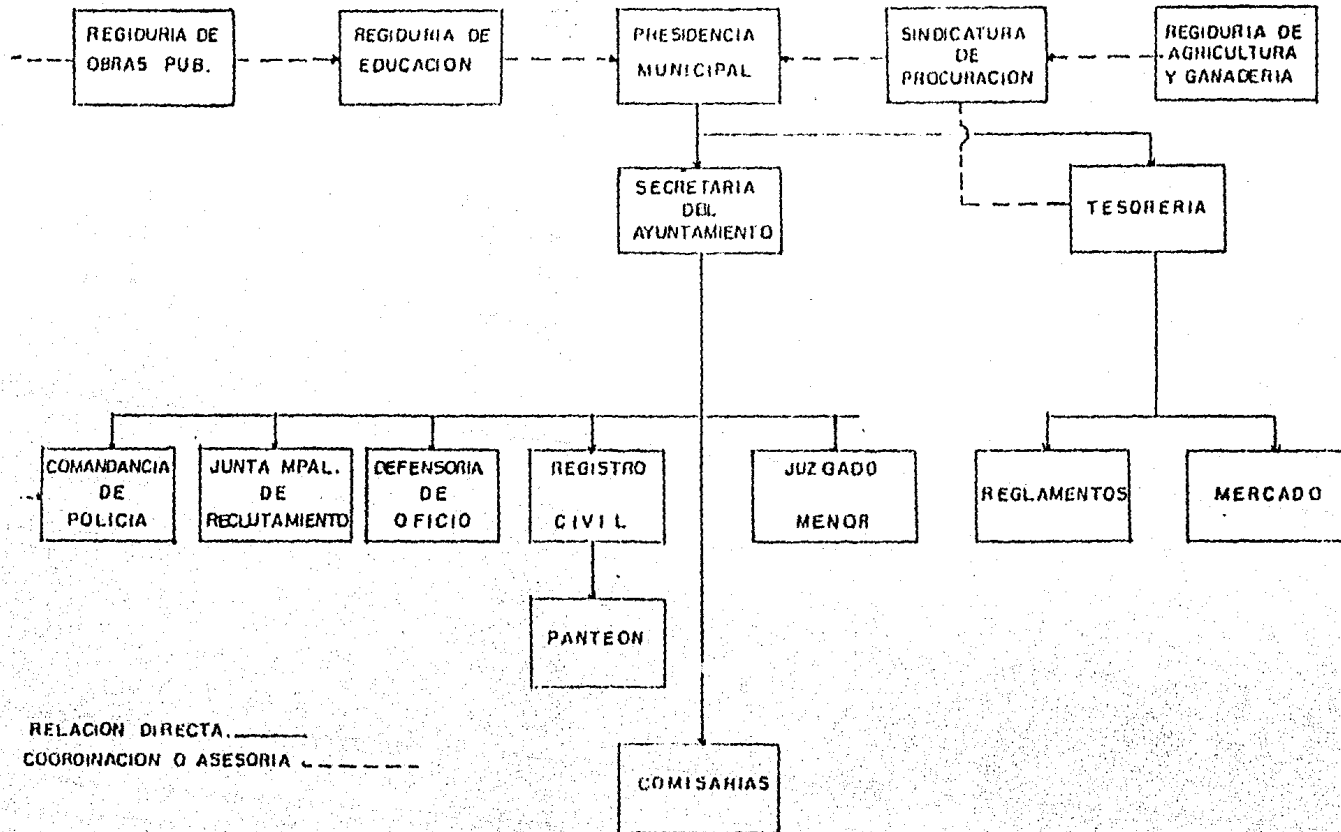 REGIDURIA DE
OBRAS PUB.
REGIDURIA DE
EDUCACION
PRESIDENCIA
MUNICIPAL
SINDICATURA
DE
PROCURACION
REGIDURIA DE
AGRICULTURA
Y GANADERIA
SECRETARIA
DEL
AYUNTAMIENTO
TESORERIA
COMANDANCIA
DE
POLICIA
JUNTA MPAL.
DE
RECLUTAMIENTO
DEFENSORIA
DE
OFICIO
REGISTRO
CIVIL
JUZGADO
MENOR
REGLAMENTOS
MERCADO
PANTEON
RELACION DIRECTA.
COORDINACION O ASESORIA
COMISARIAS